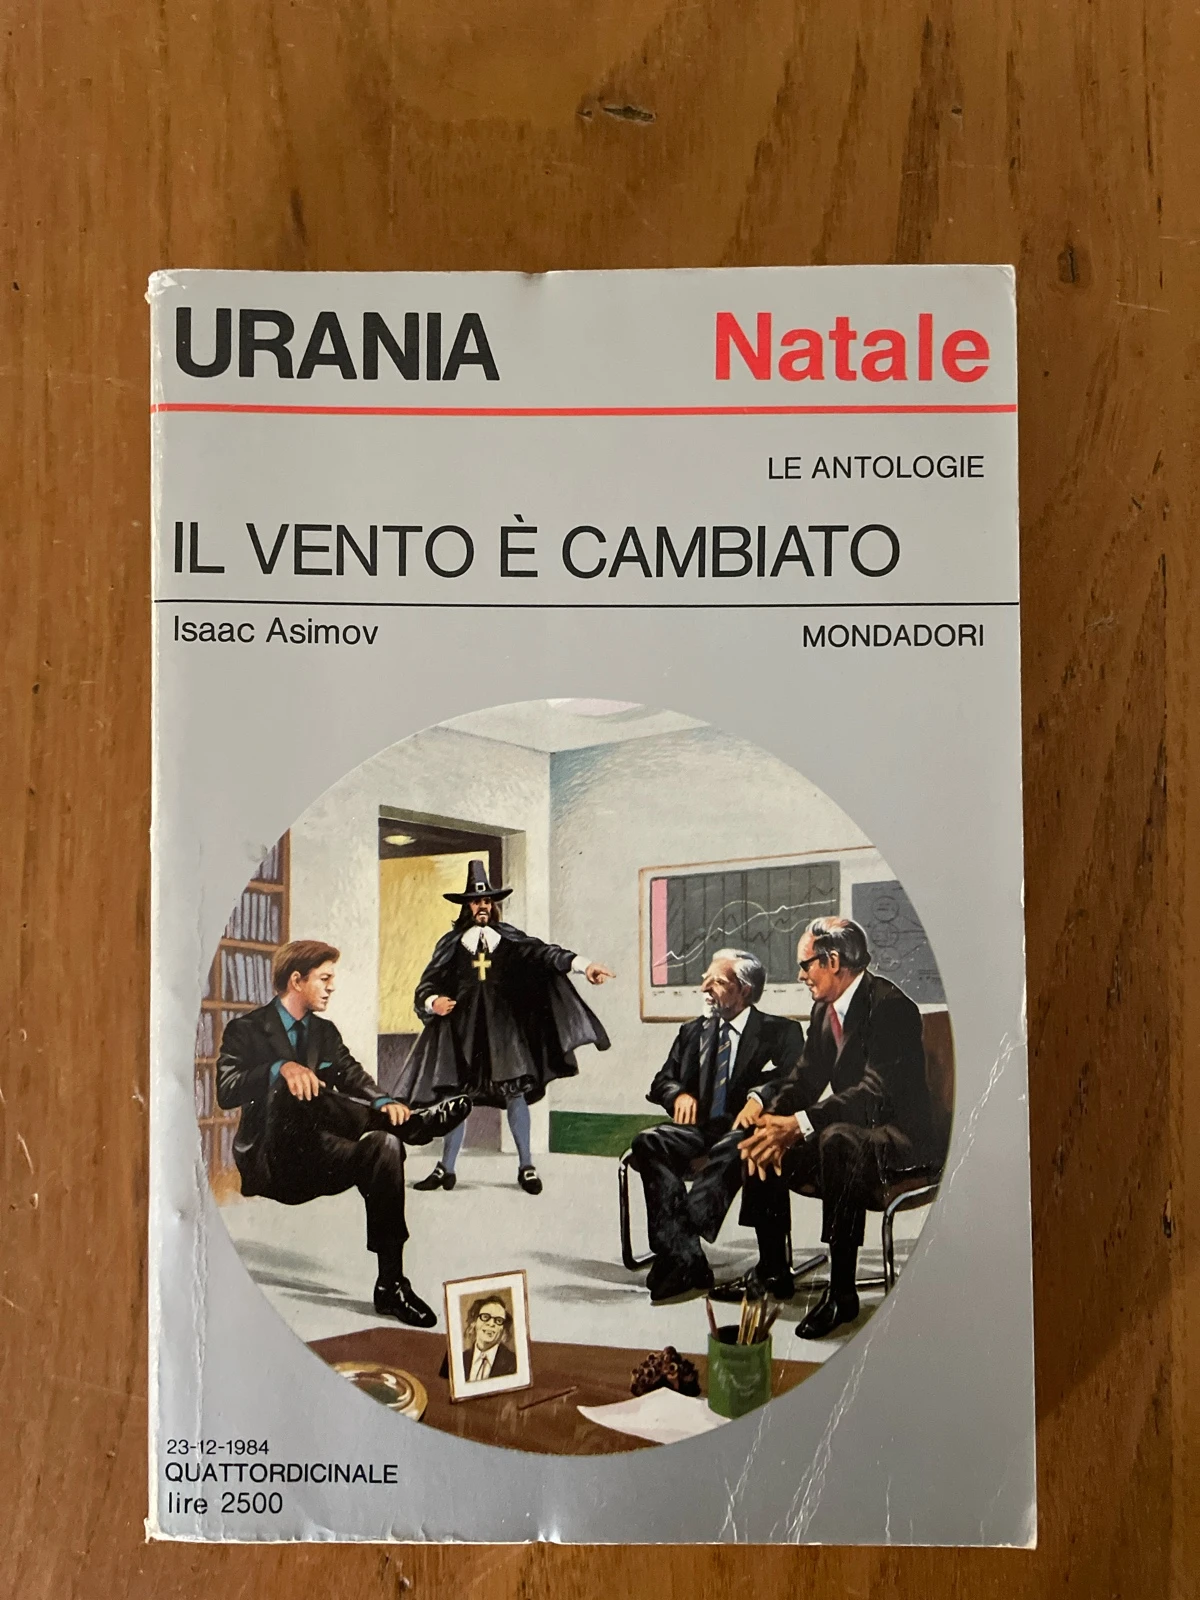 URANIA Natale
LE ANTOLOGIE
IL VENTO È CAMBIATO
Isaac Asimov MONDADORI
23-12-1984
QUATTORDICINALE
lire 2500